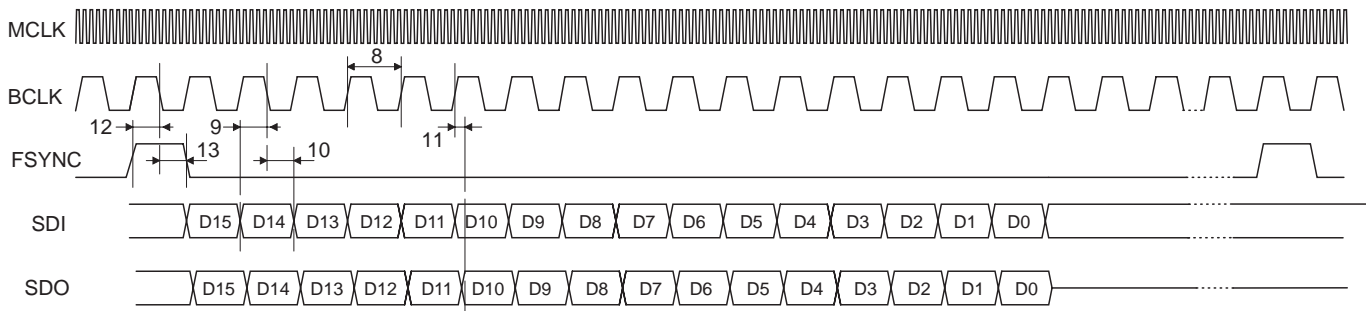 MCLK
8
BCLK
12 9 11
13 10
FSYNC
SDI D15 D14 D13 D12 D11 D10 D9 D8 D7 D6 D5 D4 D3 D2 D1 D0
SDO D15 D14 D13 D12 D11 D10 D9 D8 D7 D6 D5 D4 D3 D2 D1 D0